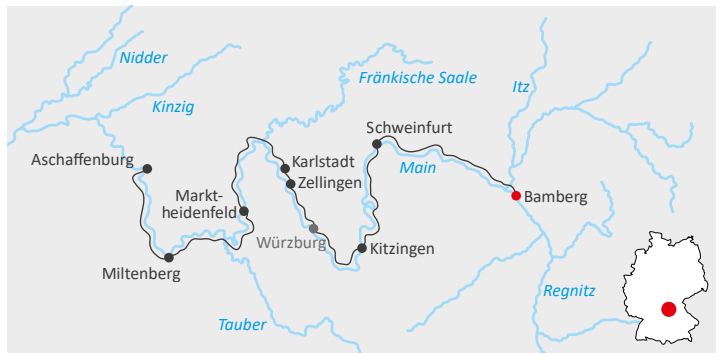 Nidder
Fränkische Saale
Itz
Kinzig
Schweinfurt
Aschaffenburg
Karlstadt
Main
Zellingen
Markt-
heidenfeld
Bamberg
Würzburg
Kitzingen
Miltenberg
Regnitz
Tauber